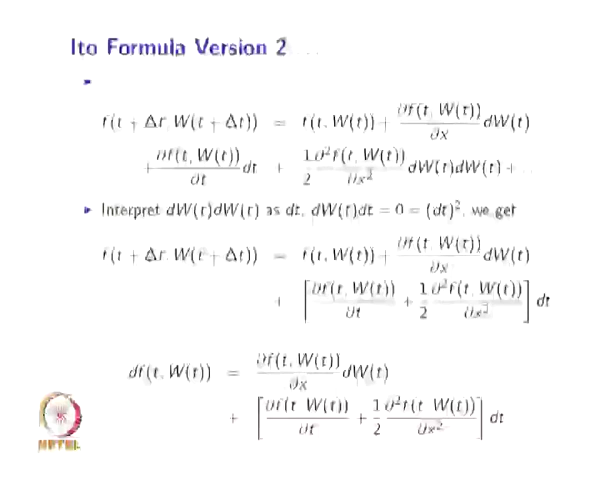 Ito Formula Version 2
f(t + Δt, W(t + Δt)) = f(t, W(t)) + ∂f(t, W(t))/∂x dW(t)
+ ∂f(t, W(t))/∂t dt + 1/2 ∂²f(t, W(t))/∂x² dW(t)dW(t) + ...
Interpret dW(t)dW(t) as dt, dW(t)dt = 0 = (dt)², we get
f(t + Δt, W(t + Δt)) = f(t, W(t)) + ∂f(t, W(t))/∂x dW(t)
+ [∂f(t, W(t))/∂t + 1/2 ∂²f(t, W(t))/∂x²] dt
df(t, W(t)) = ∂f(t, W(t))/∂x dW(t)
+ [∂f(t, W(t))/∂t + 1/2 ∂²f(t, W(t))/∂x²] dt
NPTEL